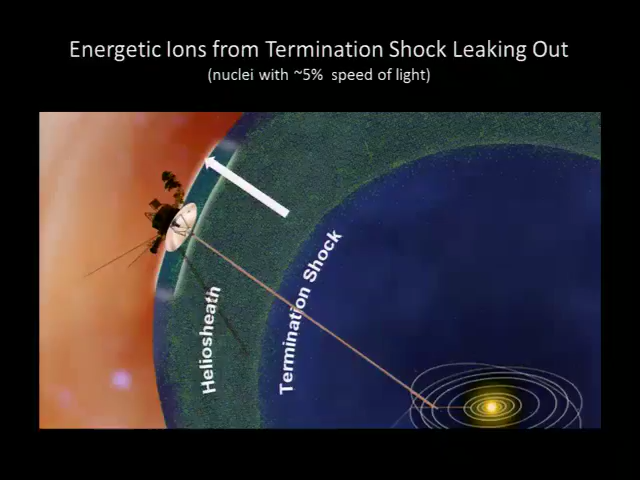 Energetic Ions from Termination Shock Leaking Out
(nuclei with ~5% speed of light)
Heliosheath
Termination Shock